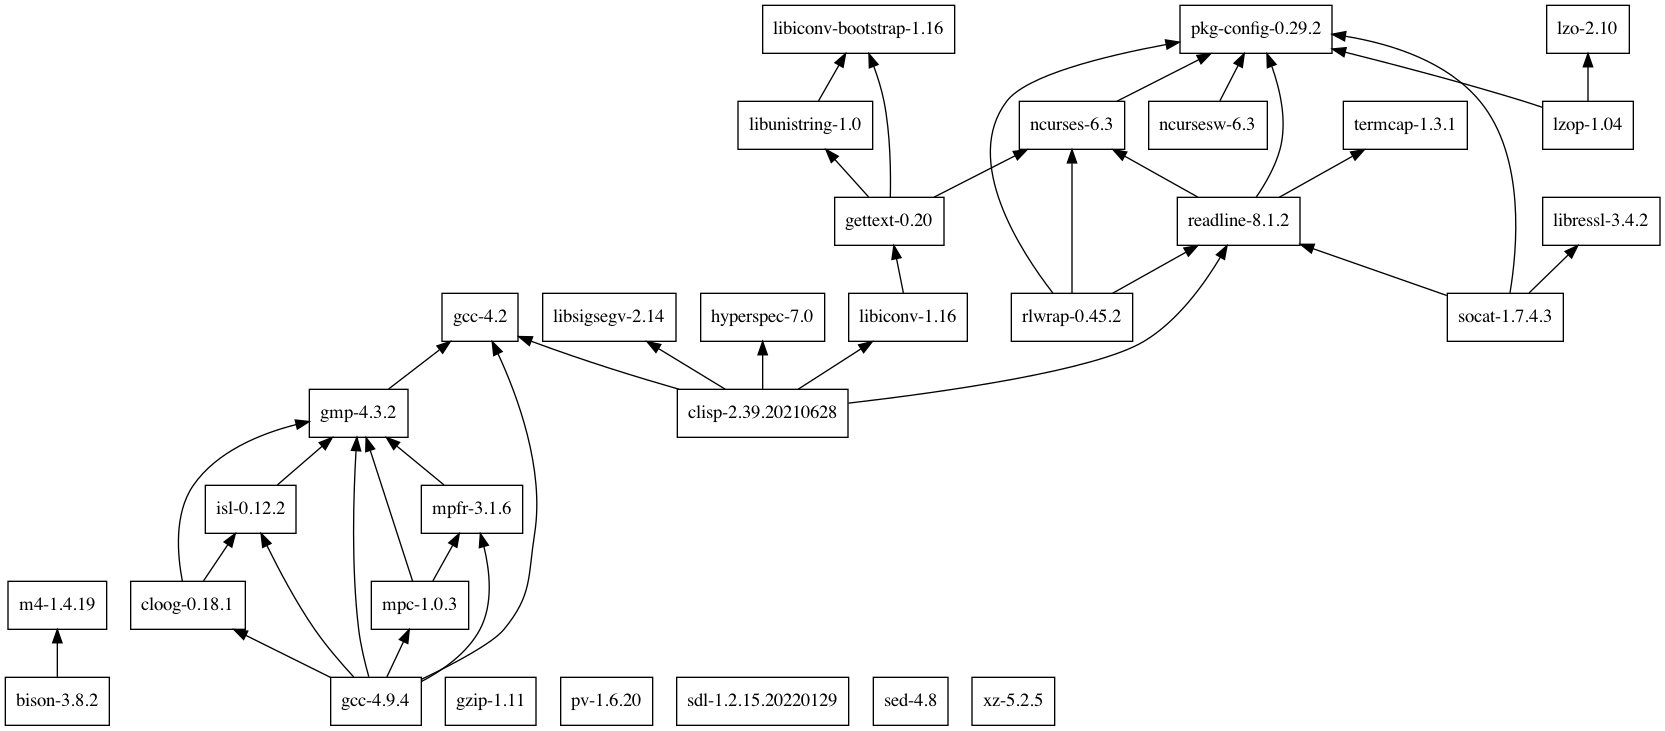 libiconv-bootstrap-1.16
pkg-config-0.29.2
lzo-2.10
libunistring-1.0
ncurses-6.3
ncursesw-6.3
termcap-1.3.1
lzop-1.04
gettext-0.20
readline-8.1.2
libressl-3.4.2
gcc-4.2
libsigsegv-2.14
hyperspec-7.0
libiconv-1.16
rlwrap-0.45.2
socat-1.7.4.3
gmp-4.3.2
clisp-2.39.20210628
isl-0.12.2
mpfr-3.1.6
m4-1.4.19
cloog-0.18.1
mpc-1.0.3
bison-3.8.2
gcc-4.9.4
gzip-1.11
pv-1.6.20
sdl-1.2.15.20220129
sed-4.8
xz-5.2.5